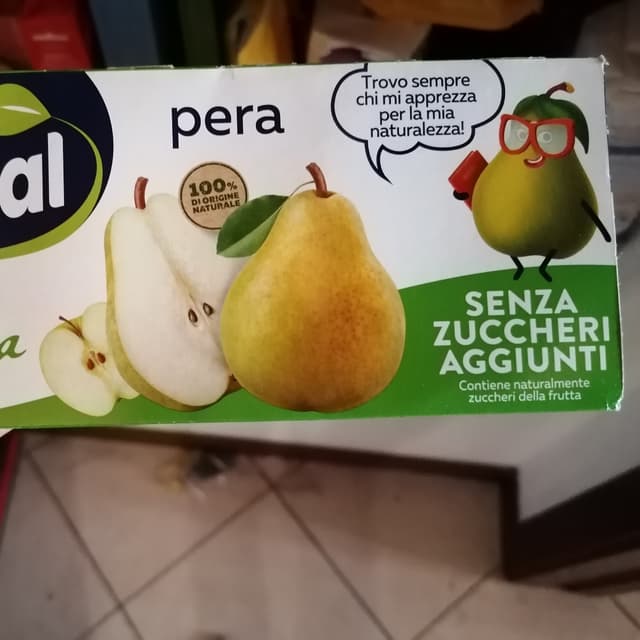 al
pera
Trovo sempre
chi mi apprezza
per la mia
naturalezza!
100%
DI ORIGINE
NATURALE
a
SENZA
ZUCCHERI
AGGIUNTI
Contiene naturalmente
zuccheri della frutta